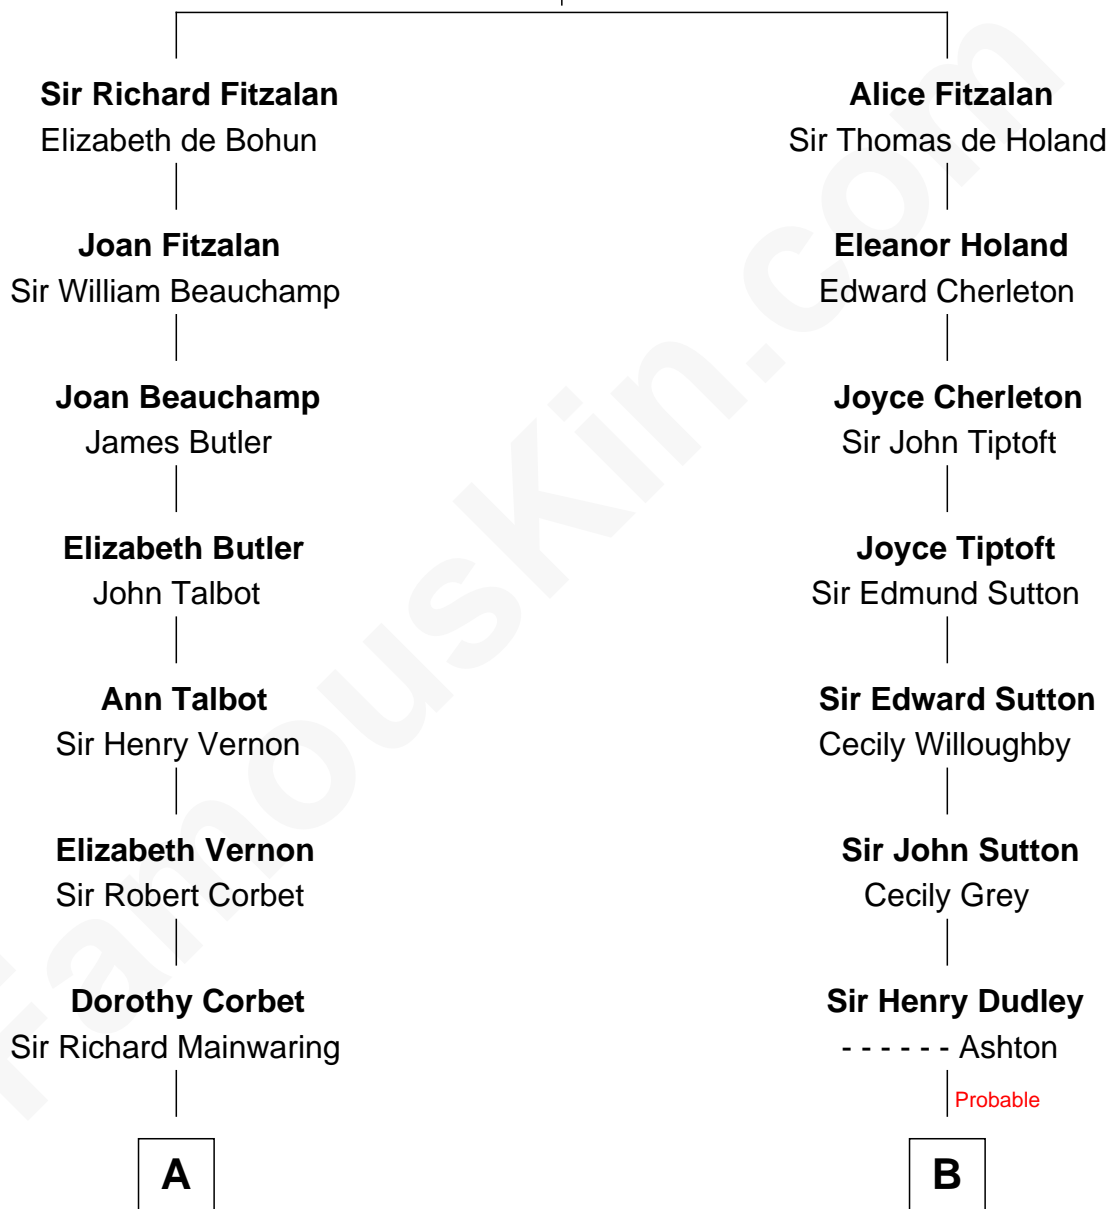 Sir Richard Fitzalan
Elizabeth de Bohun
Joan Fitzalan
Sir William Beauchamp
Joan Beauchamp
James Butler
Elizabeth Butler
John Talbot
Ann Talbot
Sir Henry Vernon
Elizabeth Vernon
Sir Robert Corbet
Dorothy Corbet
Sir Richard Mainwaring
A
Alice Fitzalan
Sir Thomas de Holand
Eleanor Holand
Edward Cherleton
Joyce Cherleton
Sir John Tiptoft
Joyce Tiptoft
Sir Edmund Sutton
Sir Edward Sutton
Cecily Willoughby
Sir John Sutton
Cecily Grey
Sir Henry Dudley
- - - - - - Ashton
Probable
B
FamousKin.com